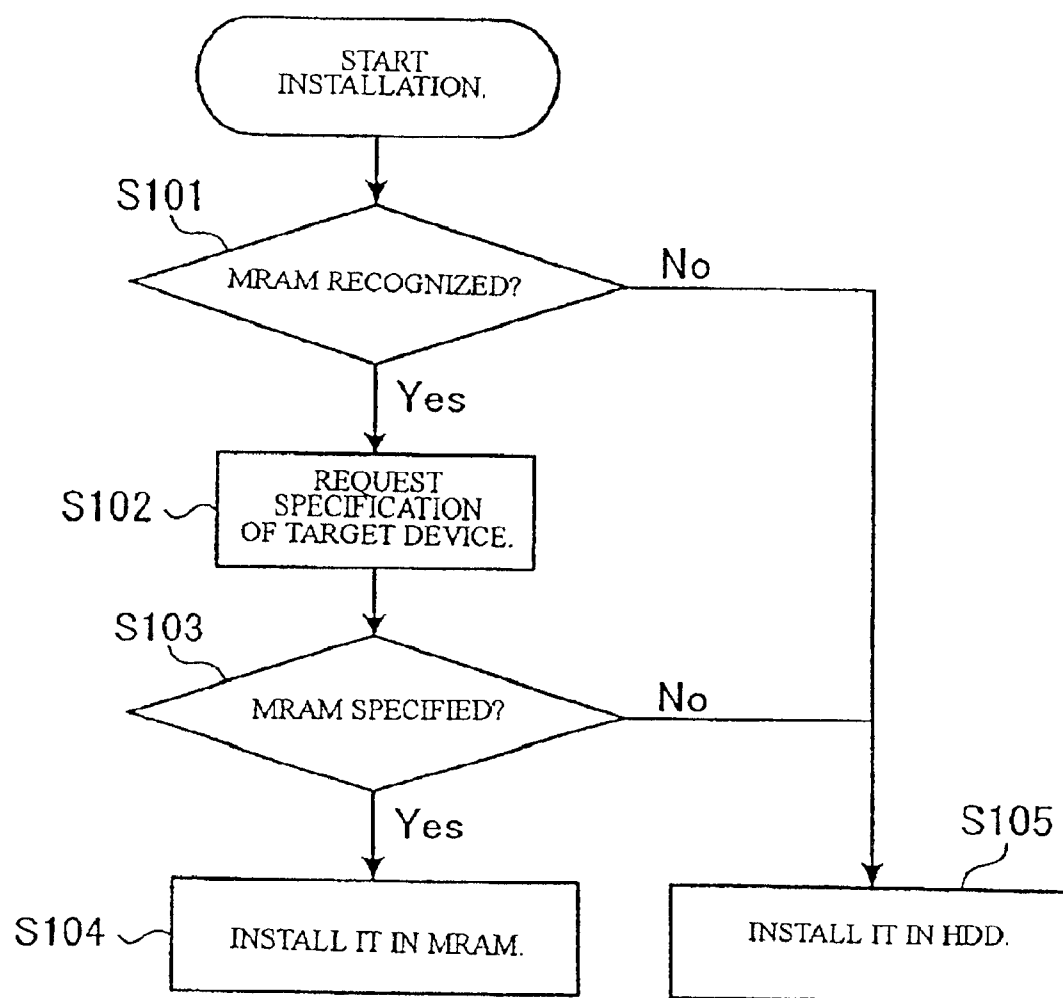 START
INSTALLATION.
S101
MRAM RECOGNIZED?
No
Yes
S102
REQUEST
SPECIFICATION
OF TARGET DEVICE.
S103
MRAM SPECIFIED?
No
Yes
S105
S104
INSTALL IT IN MRAM.
INSTALL IT IN HDD.